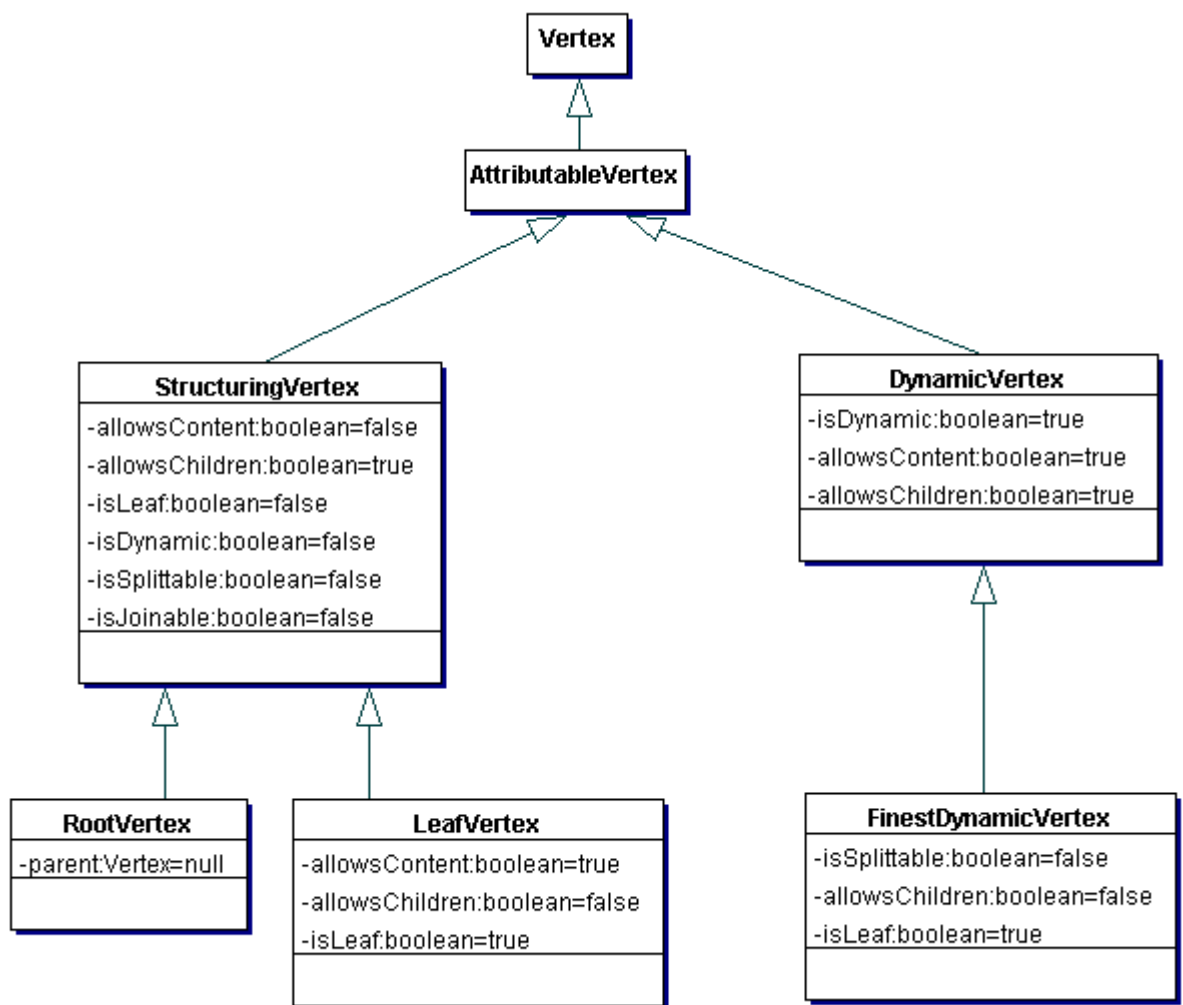 Vertex
AttributableVertex
StructuringVertex
-allowsContent:boolean=false
-allowsChildren:boolean=true
-isLeaf:boolean=false
-isDynamic:boolean=false
-isSplittable:boolean=false
-isJoinable:boolean=false
DynamicVertex
-isDynamic:boolean=true
-allowsContent:boolean=true
-allowsChildren:boolean=true
RootVertex
-parent:Vertex=null
LeafVertex
-allowsContent:boolean=true
-allowsChildren:boolean=false
-isLeaf:boolean=true
FinestDynamicVertex
-isSplittable:boolean=false
-allowsChildren:boolean=false
-isLeaf:boolean=true